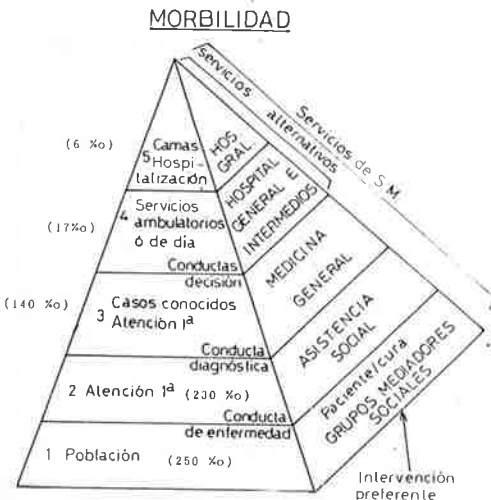 MORBILIDAD
servicios
alternativos
Servicios de S.M.
(6 %o)
5 Camas
Hospi-
talización
HOS.
GRAL.
(17%o)
4 Servicios
ambulatorios
ó de día
HOSPITAL
GENERAL E
INTERMEDIOS
Conductas
decisión
(140 %o)
3 Casos conocidos
Atención 1ª
MEDICINA
GENERAL
Conducta
diagnóstica
2 Atención 1ª (230 %o)
ASISTENCIA
SOCIAL
Conducta
de enfermedad
1 Población (250 %o)
Paciente/cura
GRUPOS MEDIADORES
SOCIALES
Intervención
preferente